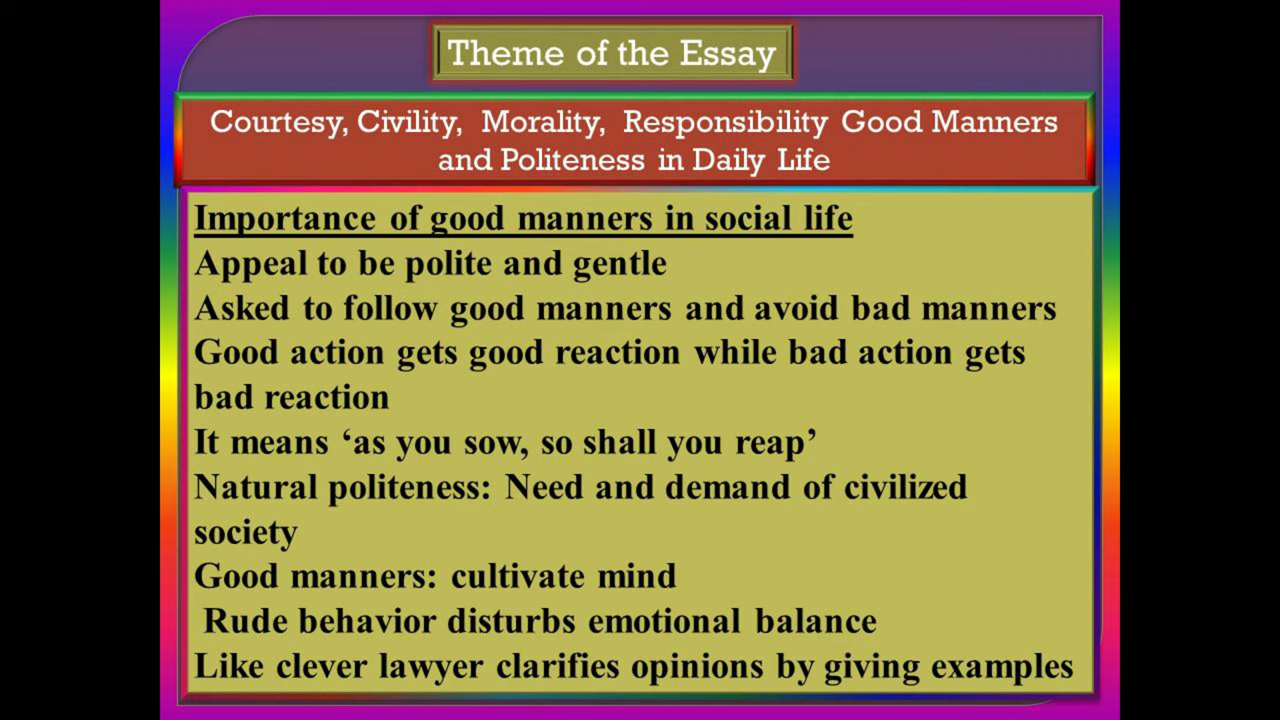 Theme of the Essay
Courtesy, Civility, Morality, Responsibility Good Manners
and Politeness in Daily Life
Importance of good manners in social life
Appeal to be polite and gentle
Asked to follow good manners and avoid bad manners
Good action gets good reaction while bad action gets
bad reaction
It means ‘as you sow, so shall you reap’
Natural politeness: Need and demand of civilized
society
Good manners: cultivate mind
Rude behavior disturbs emotional balance
Like clever lawyer clarifies opinions by giving examples